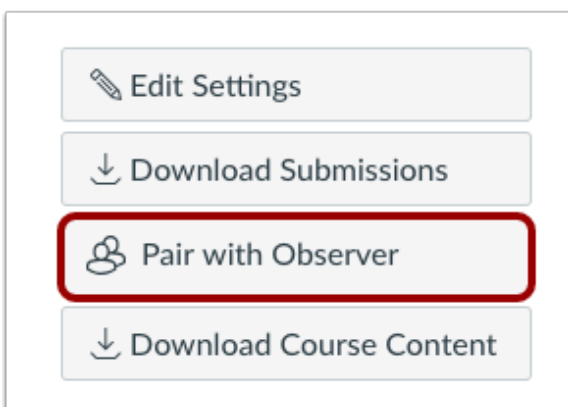 Edit Settings
Download Submissions
Pair with Observer
Download Course Content